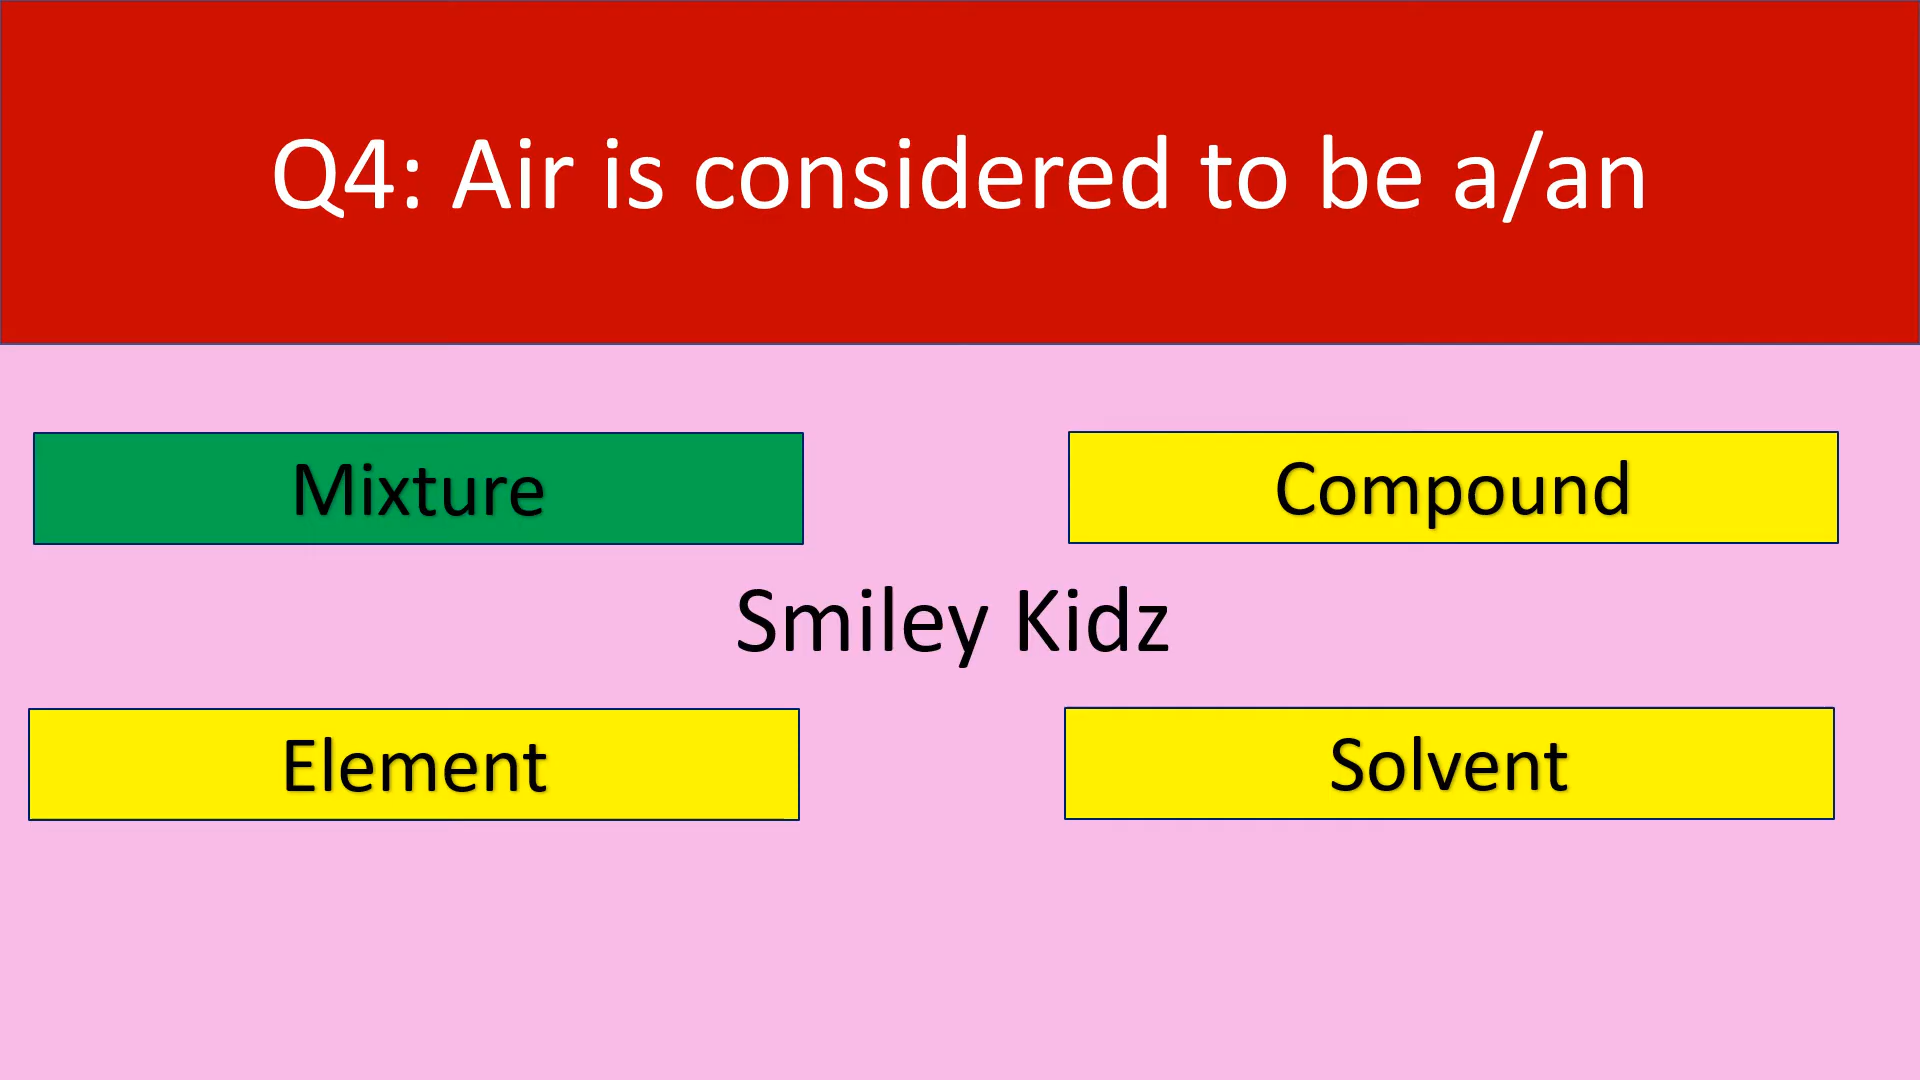 Q4: Air is considered to be a/an
Mixture
Compound
Smiley Kidz
Element
Solvent